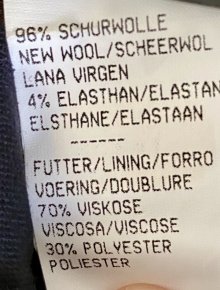 96% SCHURWOLLE
NEW WOOL/SCHEERWOL
LANA VIRGEN
4% ELASTHAN/ELASTAN
ELSTHANE/ELASTAAN
------
FUTTER/LINING/FORRO
VOERING/DOUBLURE
70% VISKOSE
VISCOSA/VISCOSE
30% POLYESTER
POLIESTER